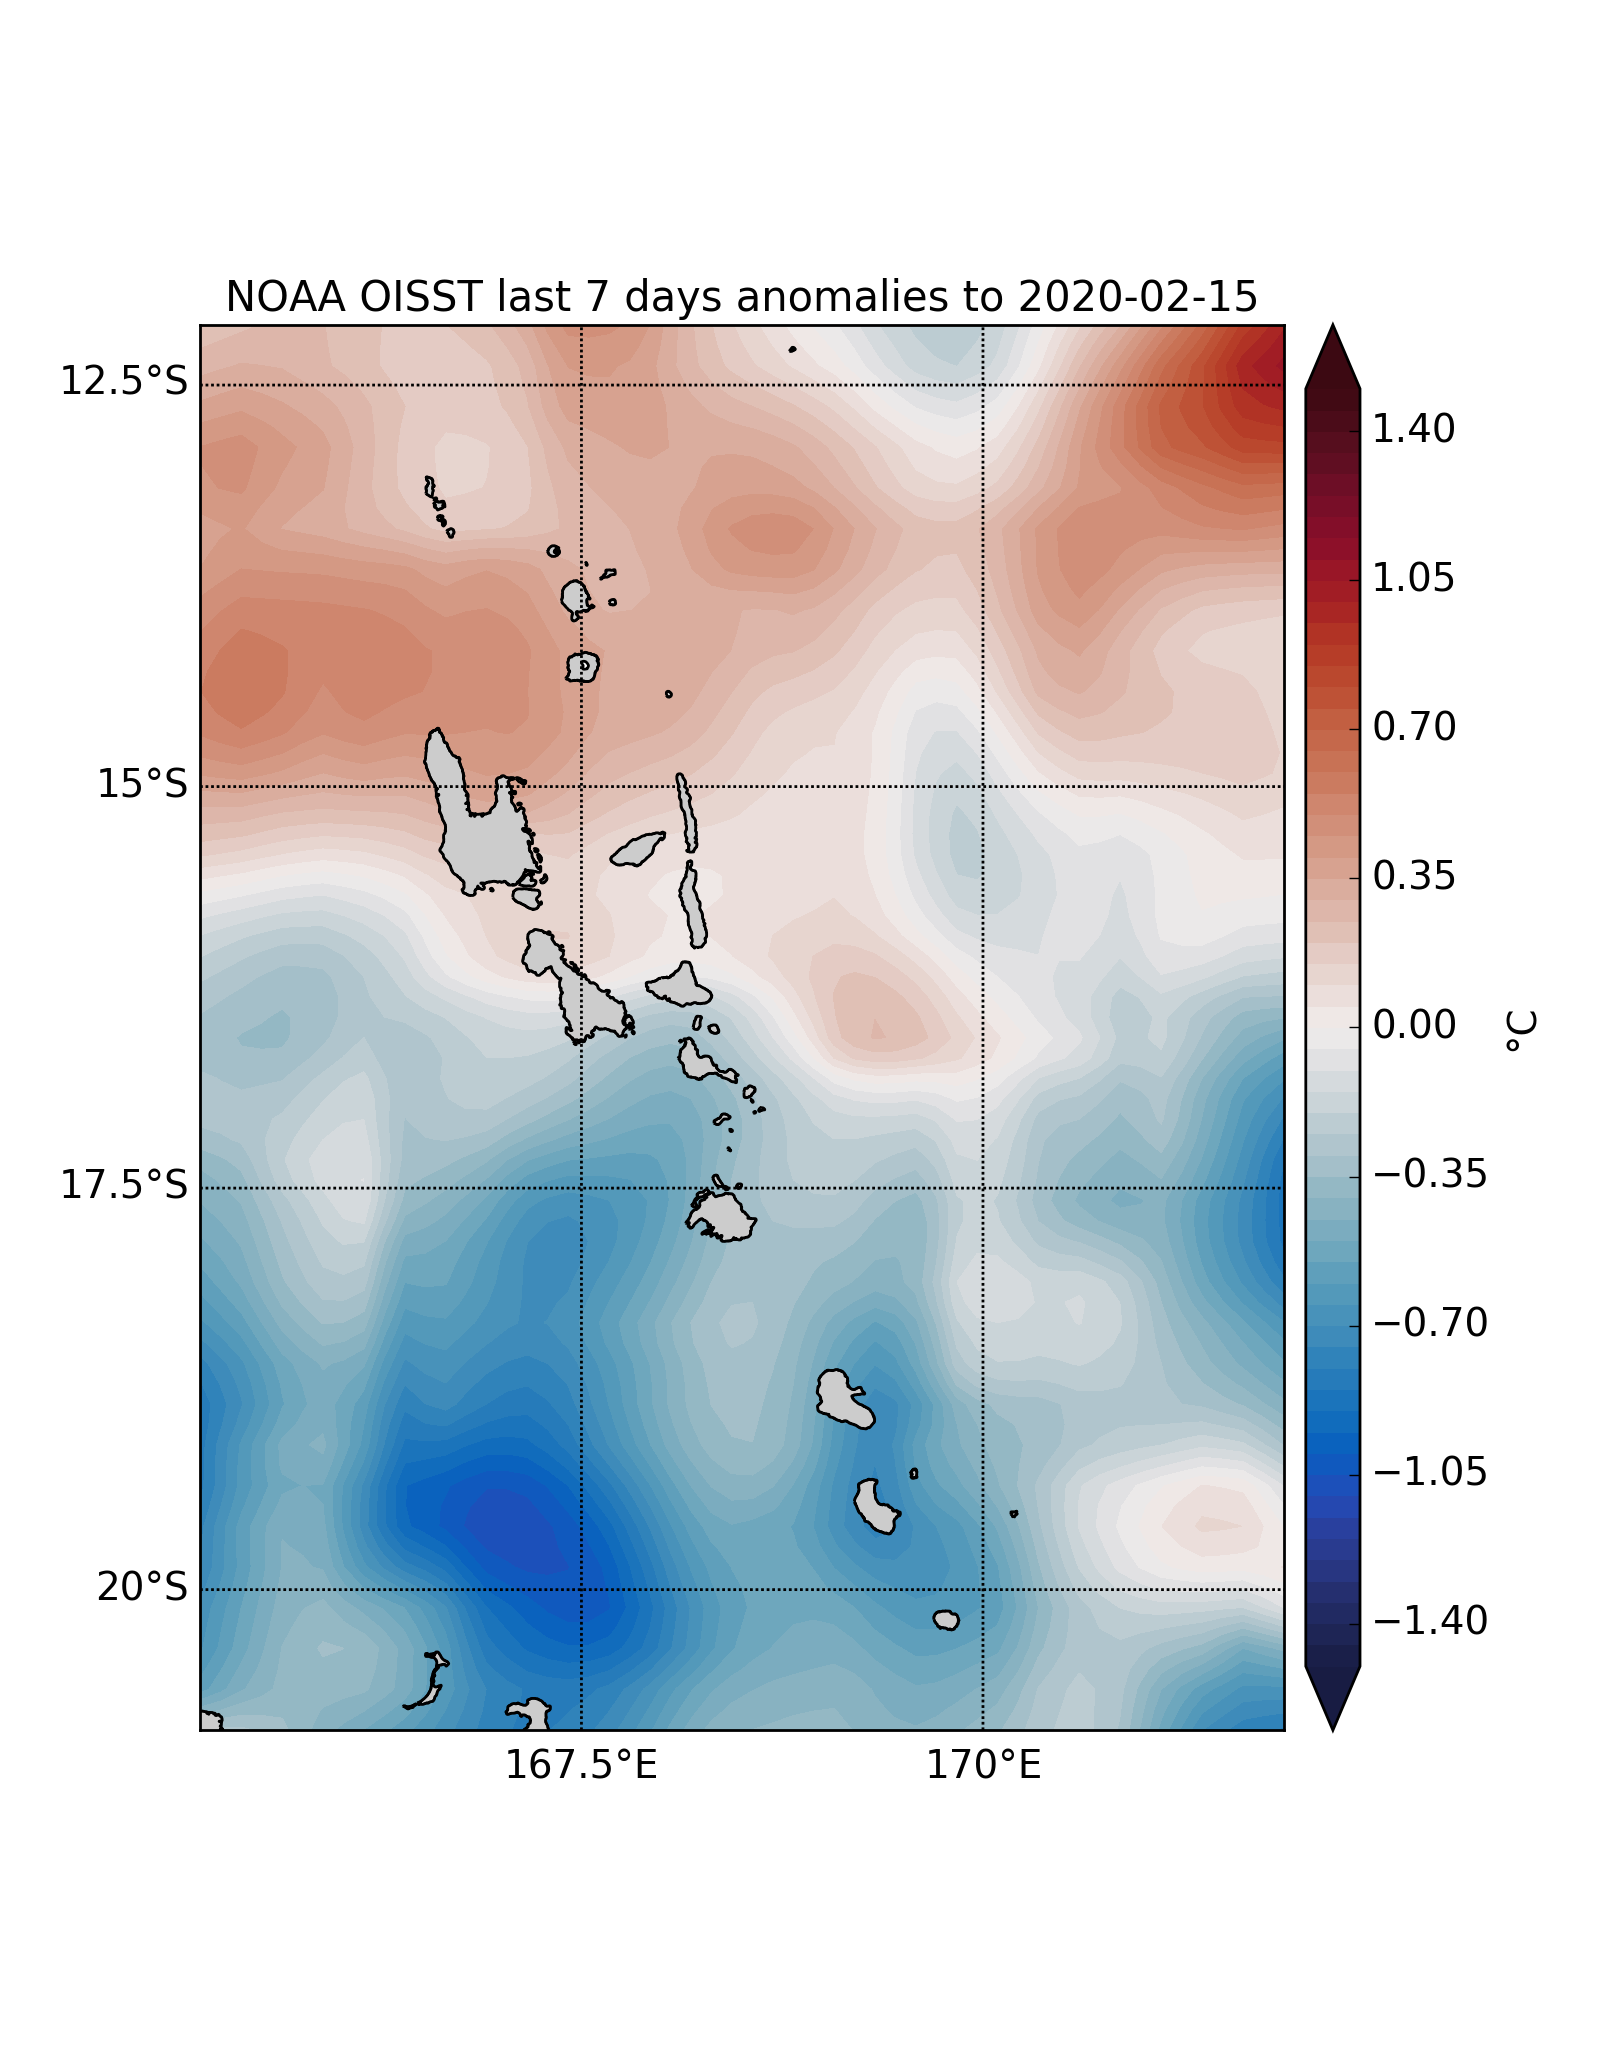 NOAA OISST last 7 days anomalies to 2020-02-15
12.5°S
15°S
17.5°S
20°S
167.5°E
170°E
1.40
1.05
0.70
0.35
0.00
−0.35
−0.70
−1.05
−1.40
°C